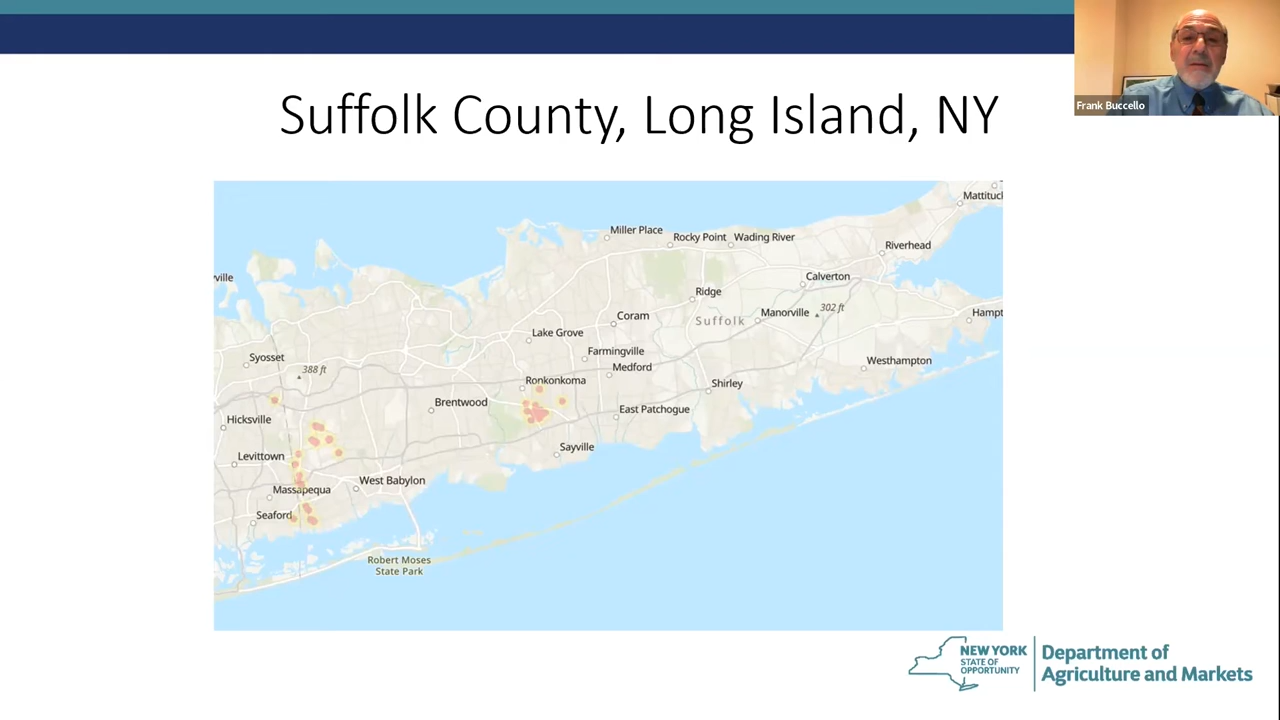 Suffolk County, Long Island, NY
Frank Buccello
Mattituck
Miller Place
Rocky Point
Wading River
Riverhead
ville
Calverton
Ridge
302 ft
Manorville
Hampt
Suffolk
Coram
Lake Grove
Farmingville
Syosset
388 ft
Medford
Westhampton
Ronkonkoma
Shirley
Brentwood
East Patchogue
Hicksville
Sayville
Levittown
West Babylon
Massapequa
Seaford
Robert Moses
State Park
NEW YORK
STATE OF
OPPORTUNITY
Department of
Agriculture and Markets